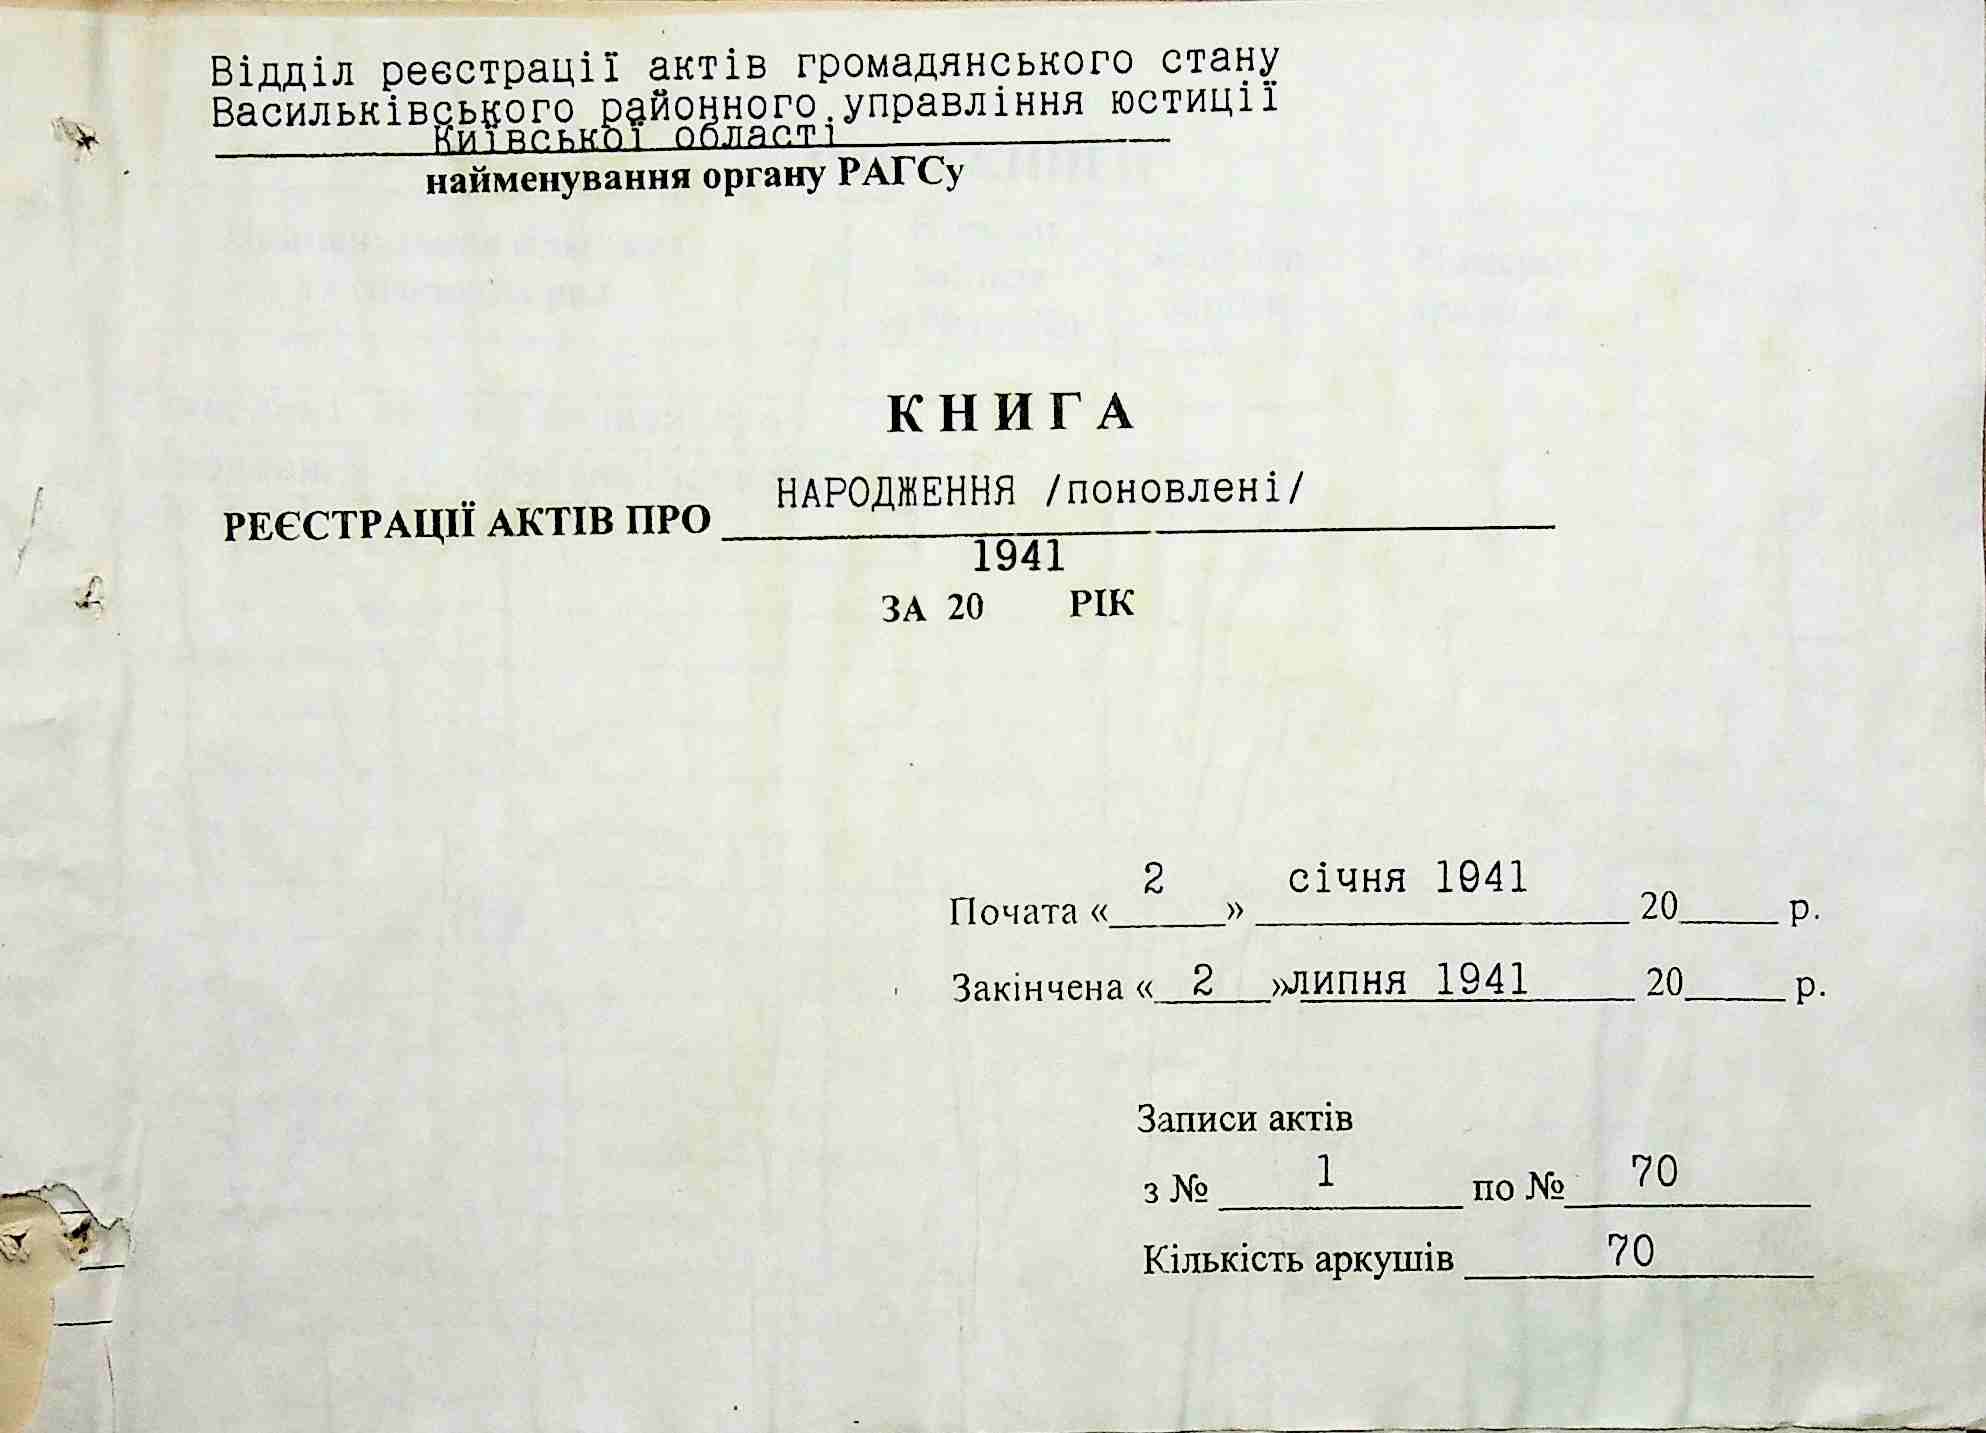 Відділ реєстрації актів громадянського стану
Васильківського районного управління юстиції
Київської області
найменування органу РАГСу
КНИГА
РЕЄСТРАЦІЇ АКТІВ ПРО НАРОДЖЕННЯ /поновлені/
1941
ЗА 20 РІК
Почата « 2 » січня 1941 20 р.
Закінчена « 2 » липня 1941 20 р.
Записи актів
з № 1 по № 70
Кількість аркушів 70